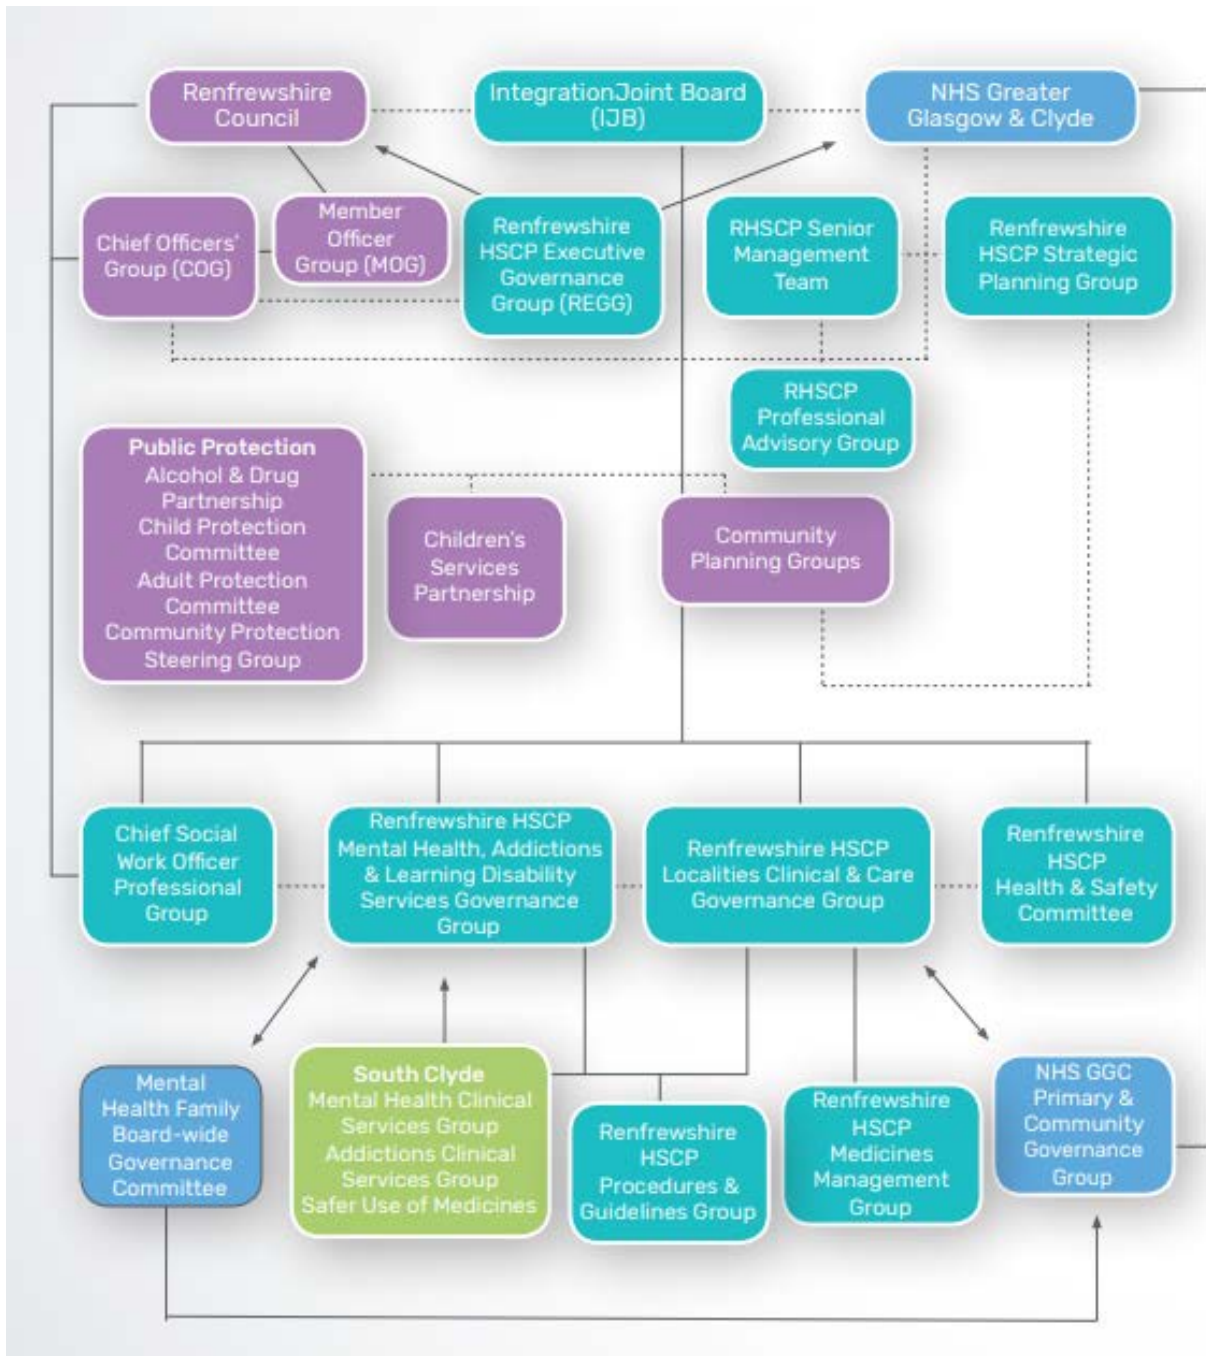 Renfrewshire
Council
IntegrationJoint Board
(IJB)
NHS Greater
Glasgow & Clyde
Chief Officers'
Group (COG)
Member
Officer
Group (MOG)
Renfrewshire
HSCP Executive
Governance
Group (REGG)
RHSCP Senior
Management
Team
Renfrewshire
HSCP Strategic
Planning Group
RHSCP
Professional
Advisory Group
Public Protection
Alcohol & Drug
Partnership
Child Protection
Committee
Adult Protection
Committee
Community Protection
Steering Group
Children's
Services
Partnership
Community
Planning Groups
Chief Social
Work Officer
Professional
Group
Renfrewshire HSCP
Mental Health, Addictions
& Learning Disability
Services Governance
Group
Renfrewshire HSCP
Localities Clinical & Care
Governance Group
Renfrewshire
HSCP
Health & Safety
Committee
Mental
Health Family
Board-wide
Governance
Committee
South Clyde
Mental Health Clinical
Services Group
Addictions Clinical
Services Group
Safer Use of Medicines
Renfrewshire
HSCP
Procedures &
Guidelines Group
Renfrewshire
HSCP
Medicines
Management
Group
NHS GGC
Primary &
Community
Governance
Group